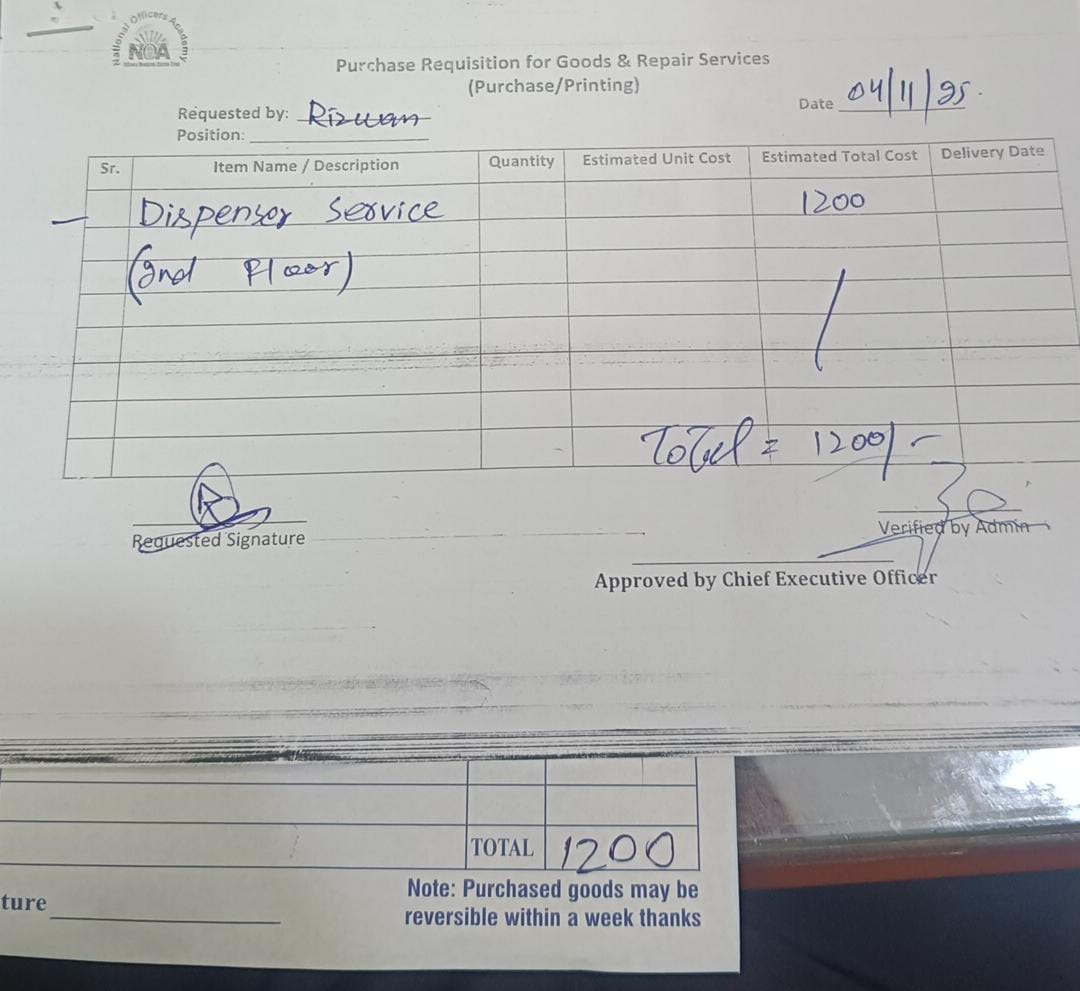 National Officers Academy
NOA
Purchase Requisition for Goods & Repair Services
(Purchase/Printing)
Requested by: Rizwan
Date 04/11/25.
Position:
Sr. Item Name / Description Quantity Estimated Unit Cost Estimated Total Cost Delivery Date
Dispenser Service 1200
(2nd Floor)
Total = 1200/-
Requested Signature
Verified by Admin
Approved by Chief Executive Officer
TOTAL 1200
ture
Note: Purchased goods may be
reversible within a week thanks